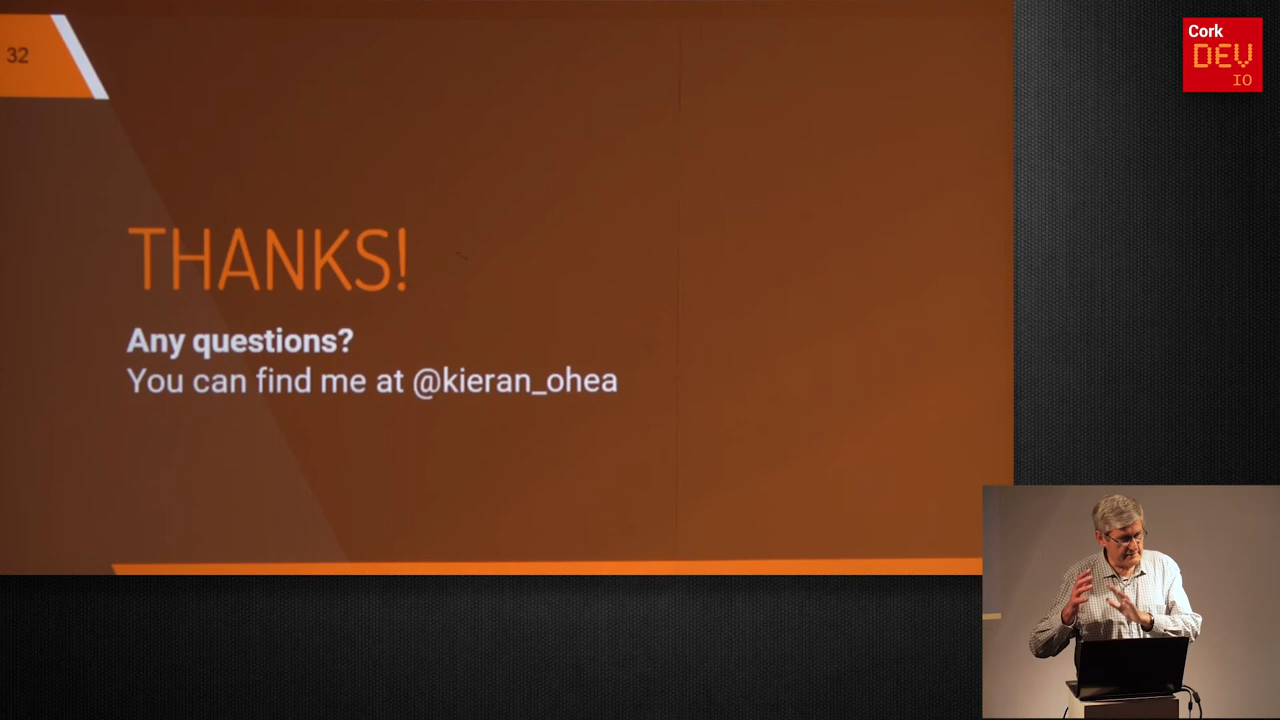 32
Cork
DEV
IO
THANKS!
Any questions?
You can find me at @kieran_ohea